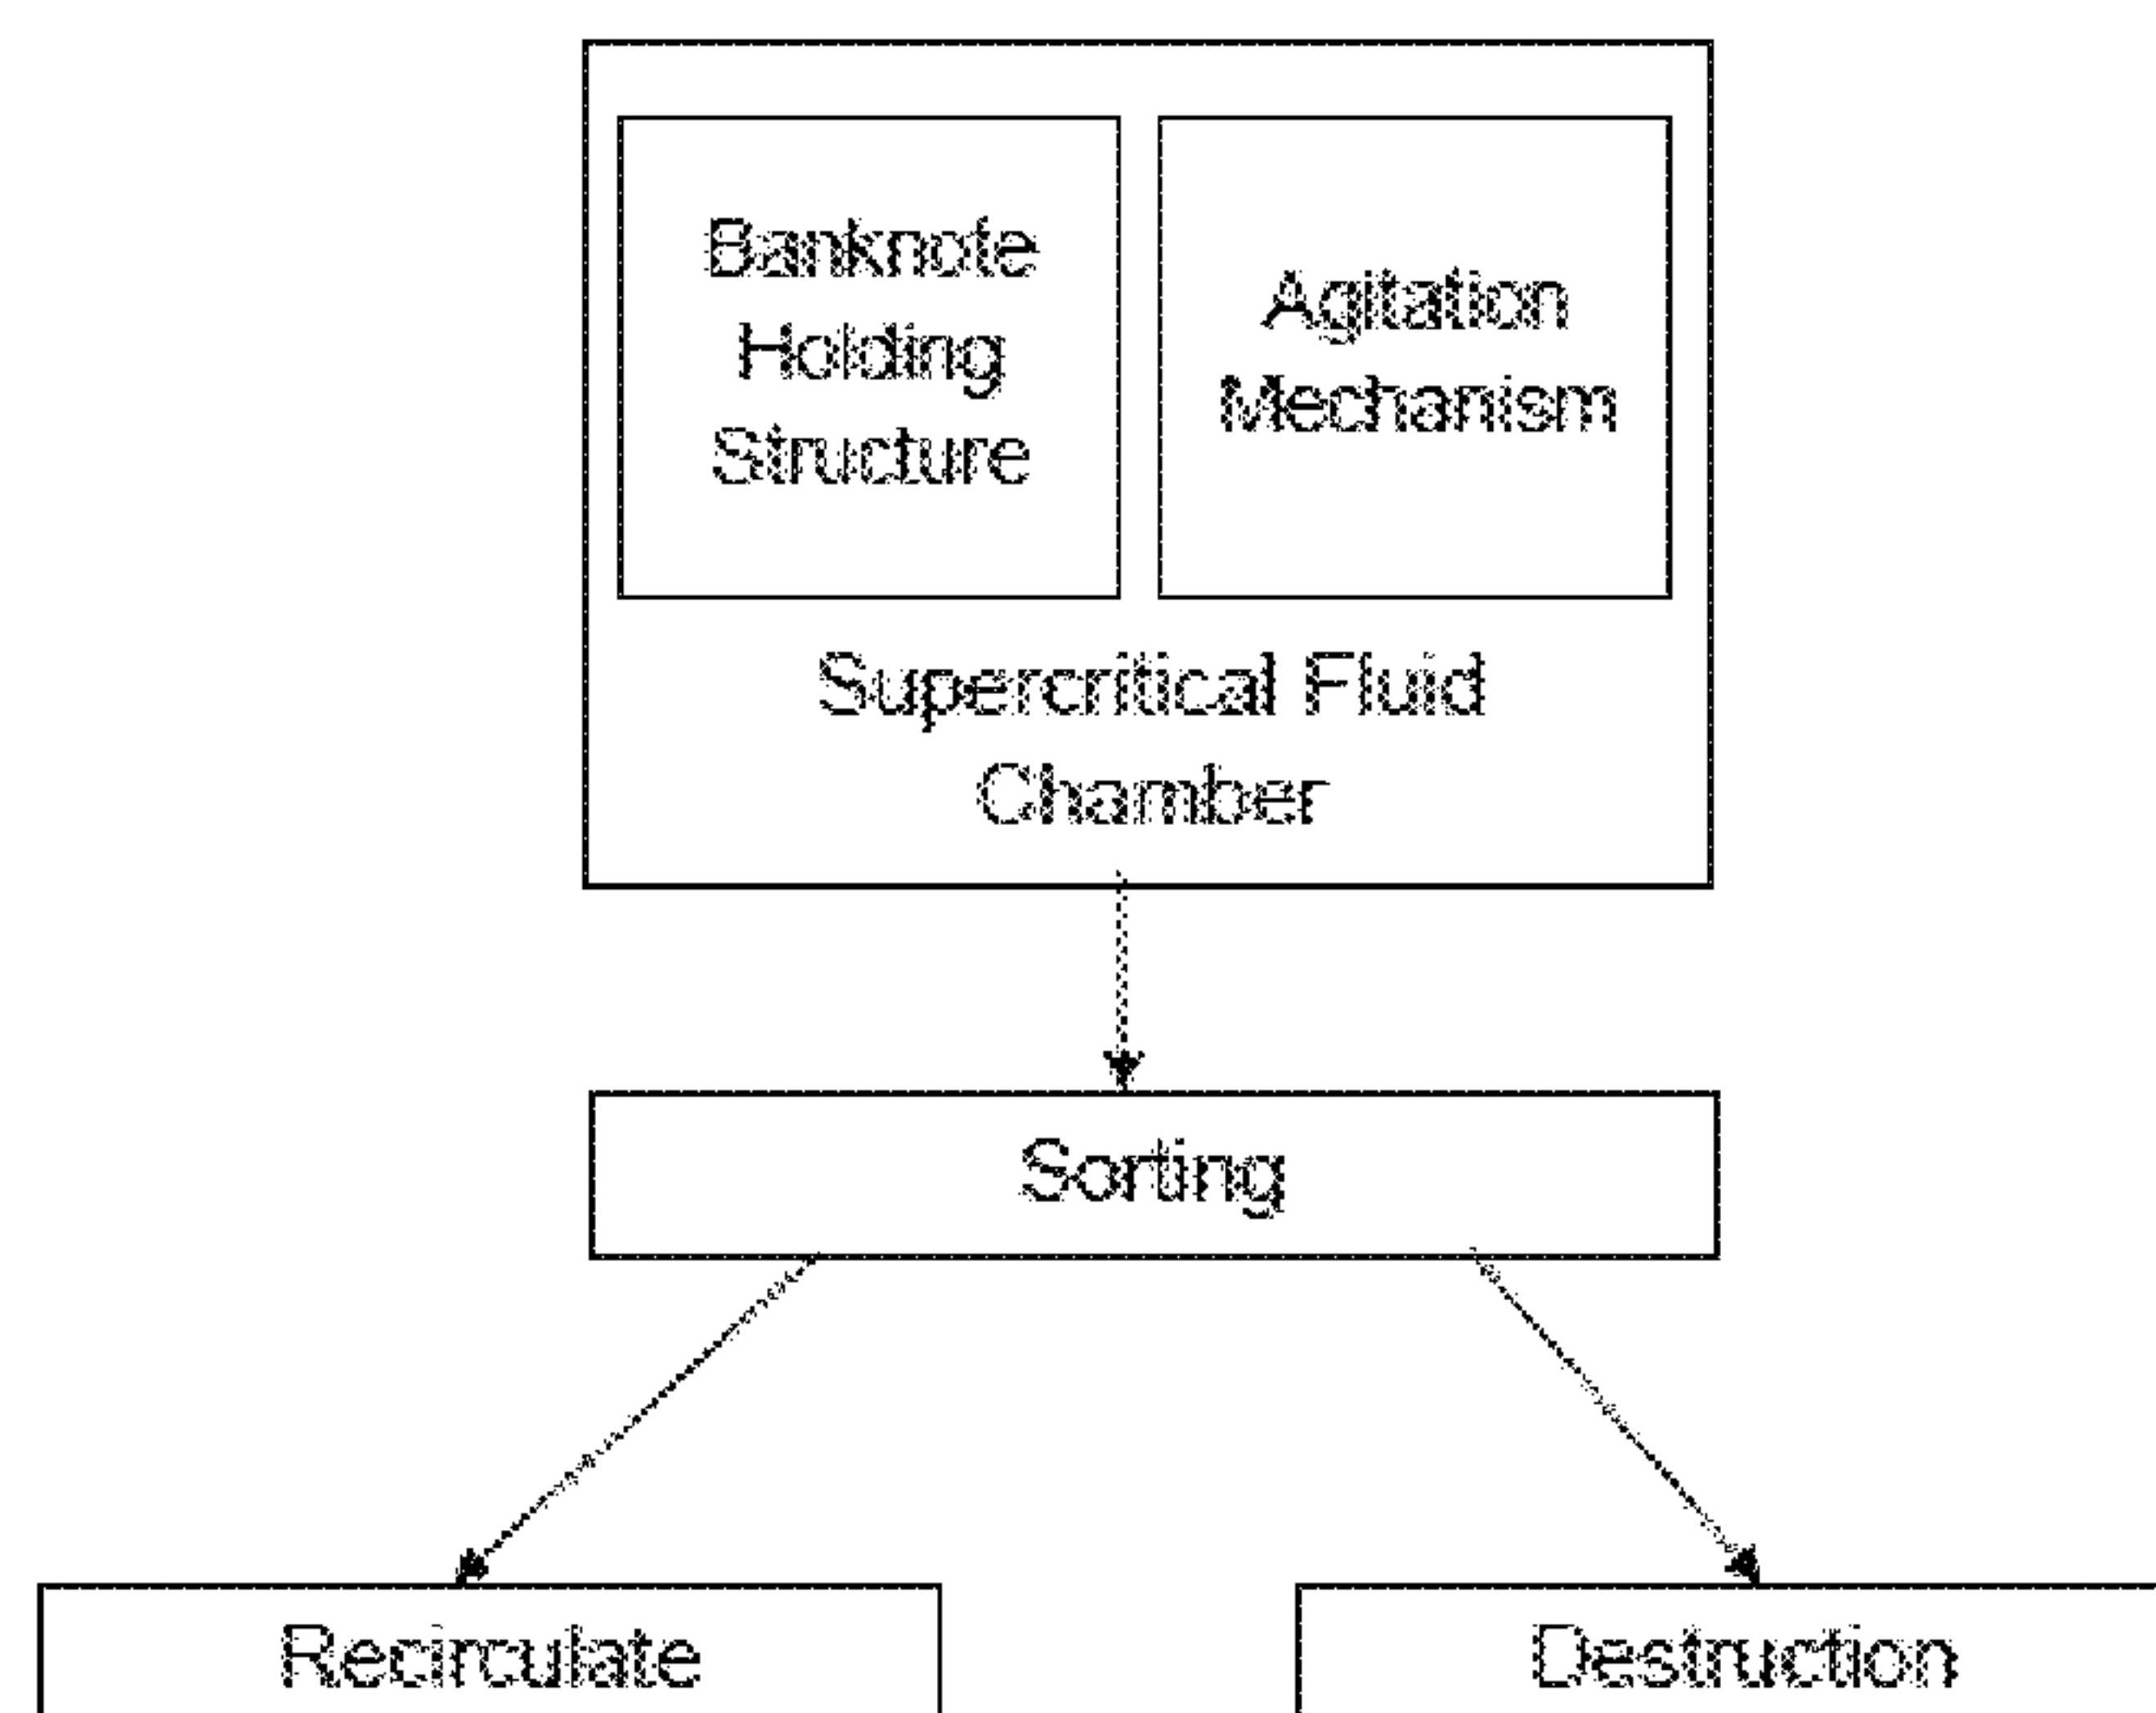 Banknote
Holding
Structure
Agitation
Mechanism
Supercritical Fluid
Chamber
Sorting
Recirculate
Destruction